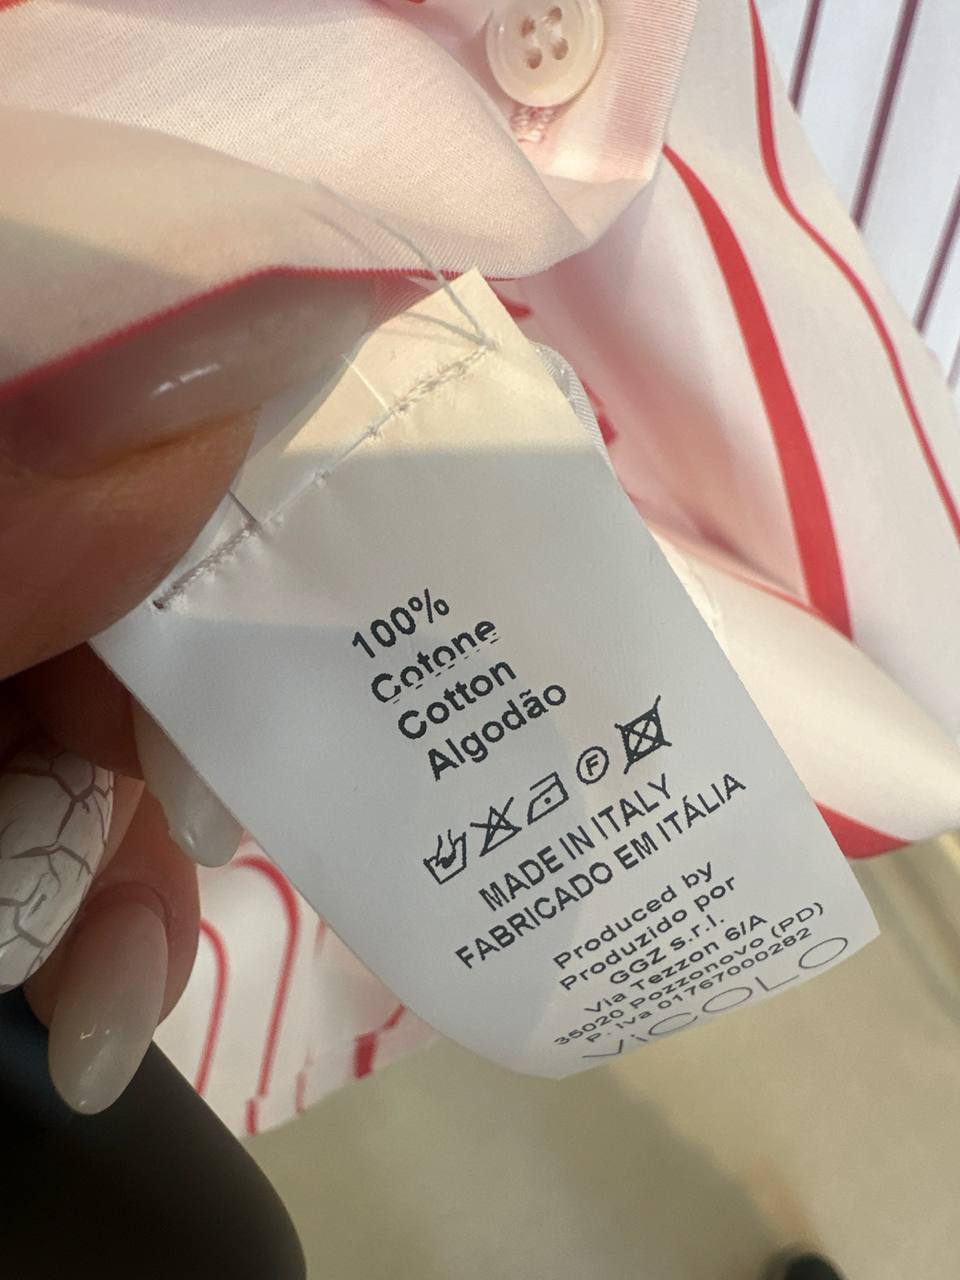 100%
Cotone
Cotton
Algodão
F
MADE IN ITALY
FABRICADO EM ITÁLIA
Produced by
Produzido por
GGZ s.r.l.
Via Tezzon 6/A
35020 Pozzonovo (PD)
P. iva 01767000282
ViCOLO